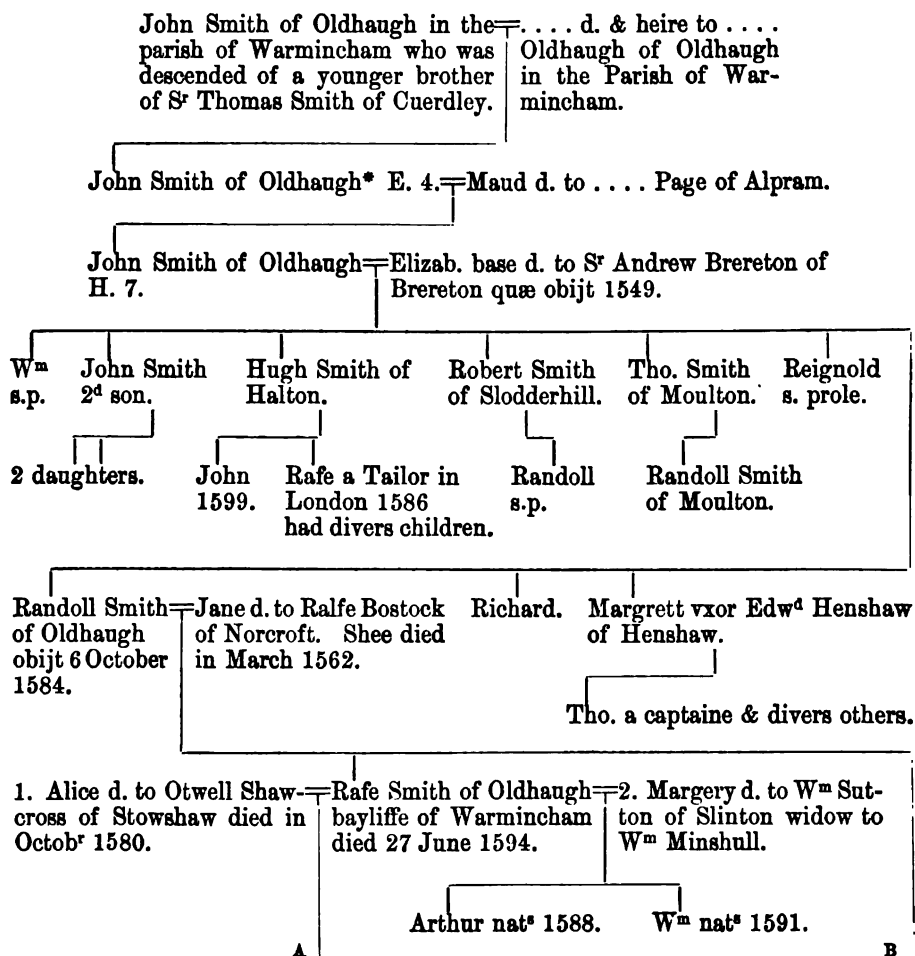 John Smith of Oldhaugh in the
parish of Warmincham who was
descended of a younger brother
of Sʳ Thomas Smith of Cuerdley.
. . . . d. & heire to . . . .
Oldhaugh of Oldhaugh
in the Parish of War-
mincham.
John Smith of Oldhaugh* E. 4.
Maud d. to . . . . Page of Alpram.
John Smith of Oldhaugh
H. 7.
Elizab. base d. to Sʳ Andrew Brereton of
Brereton quæ obijt 1549.
Wᵐ
s.p.
John Smith
2ᵈ son.
Hugh Smith of
Halton.
Robert Smith
of Slodderhill.
Tho. Smith
of Moulton.
Reignold
s. prole.
2 daughters.
John
1599.
Rafe a Tailor in
London 1586
had divers children.
Randoll
s.p.
Randoll Smith
of Moulton.
Randoll Smith
of Oldhaugh
obijt 6 October
1584.
Jane d. to Ralfe Bostock
of Norcroft. Shee died
in March 1562.
Richard.
Margrett vxor Edwᵈ Henshaw
of Henshaw.
Tho. a captaine & divers others.
1. Alice d. to Otwell Shaw-
cross of Stowshaw died in
Octobʳ 1580.
Rafe Smith of Oldhaugh
bayliffe of Warmincham
died 27 June 1594.
2. Margery d. to Wᵐ Sut-
ton of Slinton widow to
Wᵐ Minshull.
Arthur natˢ 1588.
Wᵐ natˢ 1591.
A
B